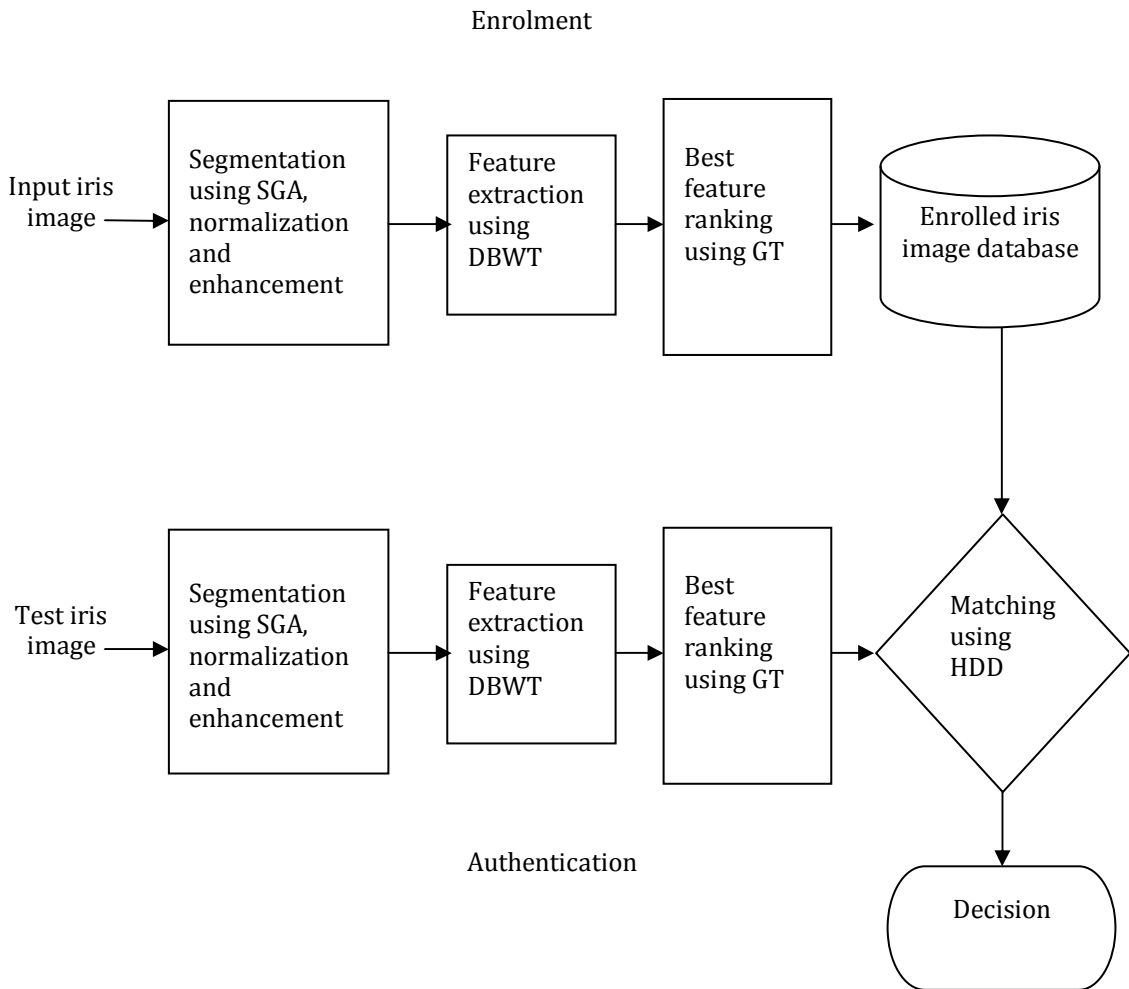 Enrolment
Input iris
image
Segmentation
using SGA,
normalization
and
enhancement
Feature
extraction
using
DBWT
Best
feature
ranking
using GT
Enrolled iris
image database
Test iris
image
Segmentation
using SGA,
normalization
and
enhancement
Feature
extraction
using
DBWT
Best
feature
ranking
using GT
Matching
using
HDD
Authentication
Decision